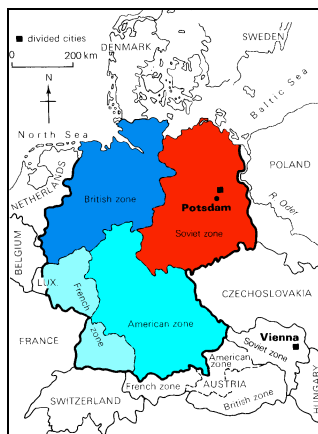 ■ divided cities
0 200 km
N
DENMARK
SWEDEN
Baltic Sea
North Sea
NETHERLANDS
POLAND
R. Oder
British zone
Potsdam
Soviet zone
BELGIUM
LUX.
French zone
American zone
CZECHOSLOVAKIA
FRANCE
Vienna
Soviet zone
American zone
French zone
AUSTRIA
British zone
SWITZERLAND
HUNGARY
ITALY